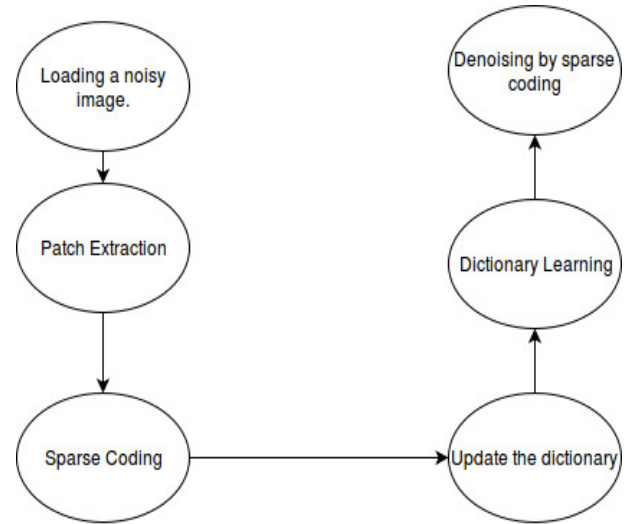 Loading a noisy
image.
Patch Extraction
Sparse Coding
Update the dictionary
Dictionary Learning
Denoising by sparse
coding